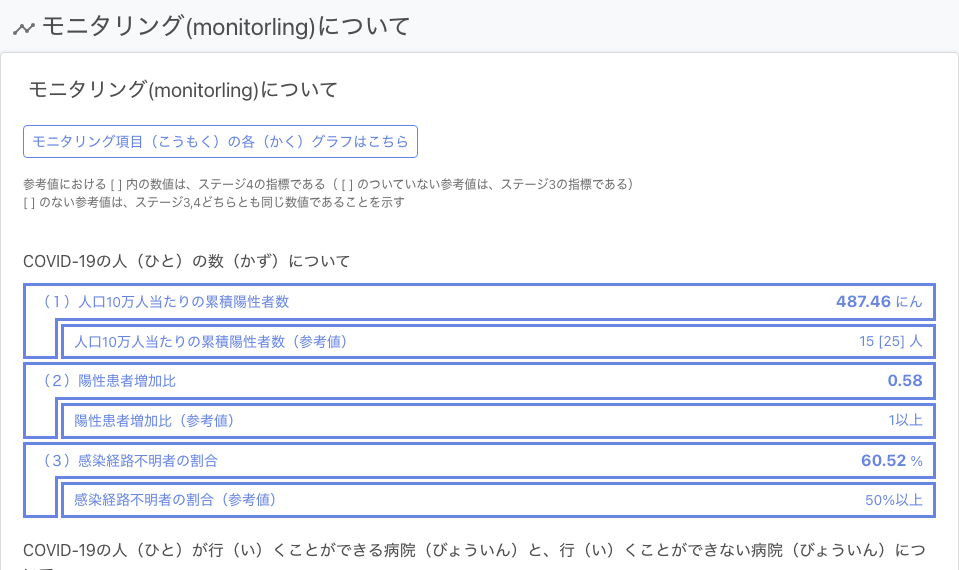 モニタリング(monitorling)について
モニタリング(monitorling)について
モニタリング項目（こうもく）の各（かく）グラフはこちら
参考値における [ ] 内の数値は、ステージ4の指標である（ [ ] のついていない参考値は、ステージ3の指標である）
[ ] のない参考値は、ステージ3,4どちらとも同じ数値であることを示す
COVID-19の人（ひと）の数（かず）について
（1）人口10万人当たりの累積陽性者数 487.46 にん
人口10万人当たりの累積陽性者数（参考値） 15 [25] 人
（2）陽性患者増加比 0.58
陽性患者増加比（参考値） 1以上
（3）感染経路不明者の割合 60.52 %
感染経路不明者の割合（参考値） 50%以上
COVID-19の人（ひと）が行（い）くことができる病院（びょういん）と、行（い）くことができない病院（びょういん）につ